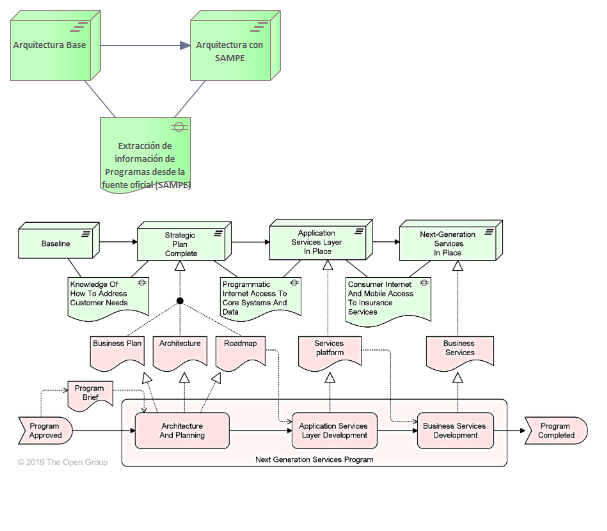 Arquitectura Base
Arquitectura con
SAMPE
Extracción de
información de
Programas desde la
fuente oficial (SAMPE)
Baseline
Strategic
Plan
Complete
Application
Services Layer
In Place
Next-Generation
Services
In Place
Knowledge Of
How To Address
Customer Needs
Programmatic
Internet Access To
Core Systems And
Data
Consumer Internet
And Mobile Access
To Insurance
Services
Business Plan
Architecture
Roadmap
Services
platform
Business
Services
Program
Brief
Program
Approved
Architecture
And Planning
Application Services
Layer Development
Business Services
Development
Program
Completed
Next Generation Services Program
© 2019 The Open Group